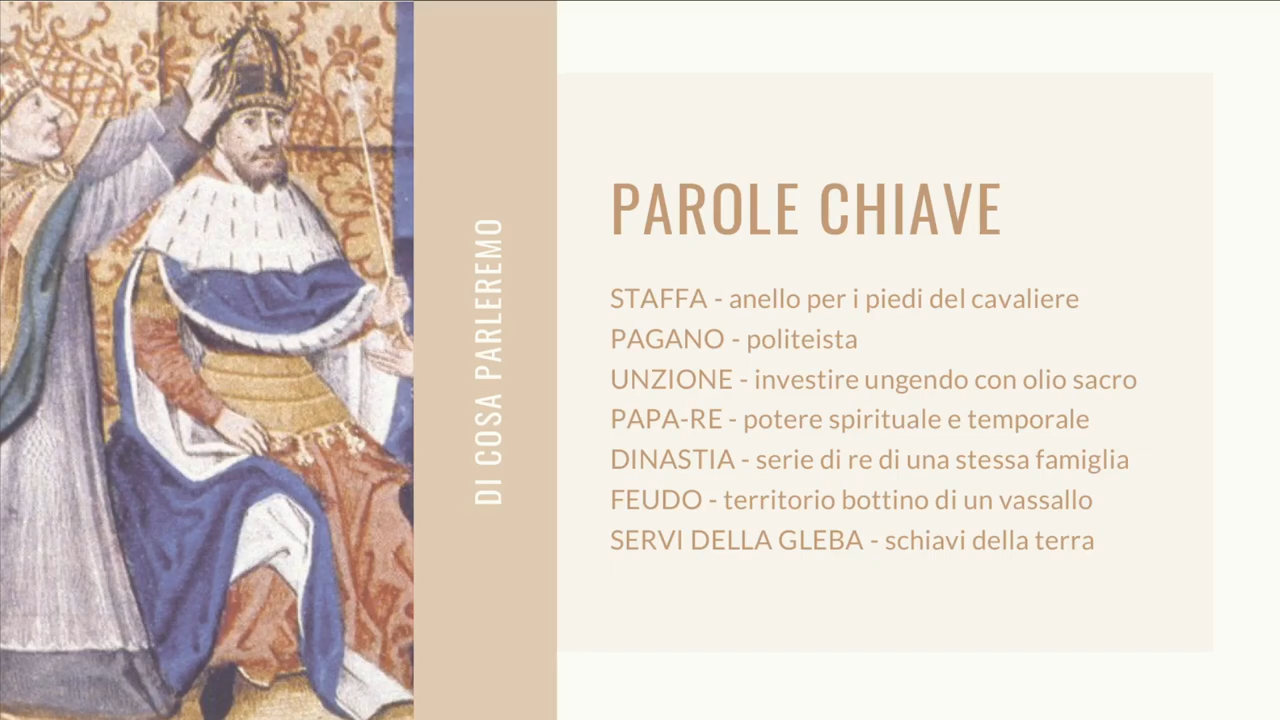 DI COSA PARLEREMO
PAROLE CHIAVE
STAFFA - anello per i piedi del cavaliere
PAGANO - politeista
UNZIONE - investire ungendo con olio sacro
PAPA-RE - potere spirituale e temporale
DINASTIA - serie di re di una stessa famiglia
FEUDO - territorio bottino di un vassallo
SERVI DELLA GLEBA - schiavi della terra